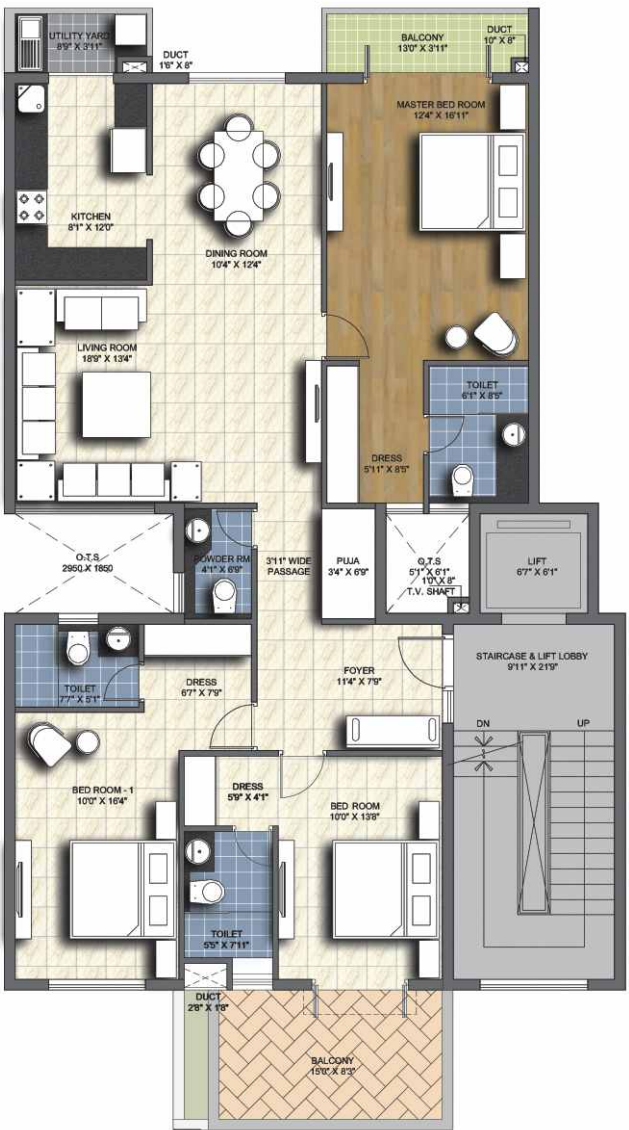 UTILITY YARD
8'9" X 3'11"
DUCT
1'6" X 8"
BALCONY
13'0" X 3'11"
DUCT
10" X 8"
MASTER BED ROOM
12'4" X 16'11"
KITCHEN
8'1" X 12'0"
DINING ROOM
10'4" X 12'4"
LIVING ROOM
18'9" X 13'4"
TOILET
6'1" X 8'5"
DRESS
5'11" X 8'5"
O.T.S
2950 X 1850
POWDER RM
4'1" X 6'9"
3'11" WIDE
PASSAGE
PUJA
3'4" X 6'9"
O.T.S
5'1" X 6'1"
1'0" X 8"
T.V. SHAFT
LIFT
6'7" X 6'1"
TOILET
7'7" X 5'1"
DRESS
6'7" X 7'9"
FOYER
11'4" X 7'9"
STAIRCASE & LIFT LOBBY
9'11" X 21'9"
DN
UP
BED ROOM - 1
10'0" X 16'4"
DRESS
5'9" X 4'1"
BED ROOM
10'0" X 13'8"
TOILET
5'5" X 7'11"
DUCT
2'8" X 1'8"
BALCONY
15'0" X 8'3"